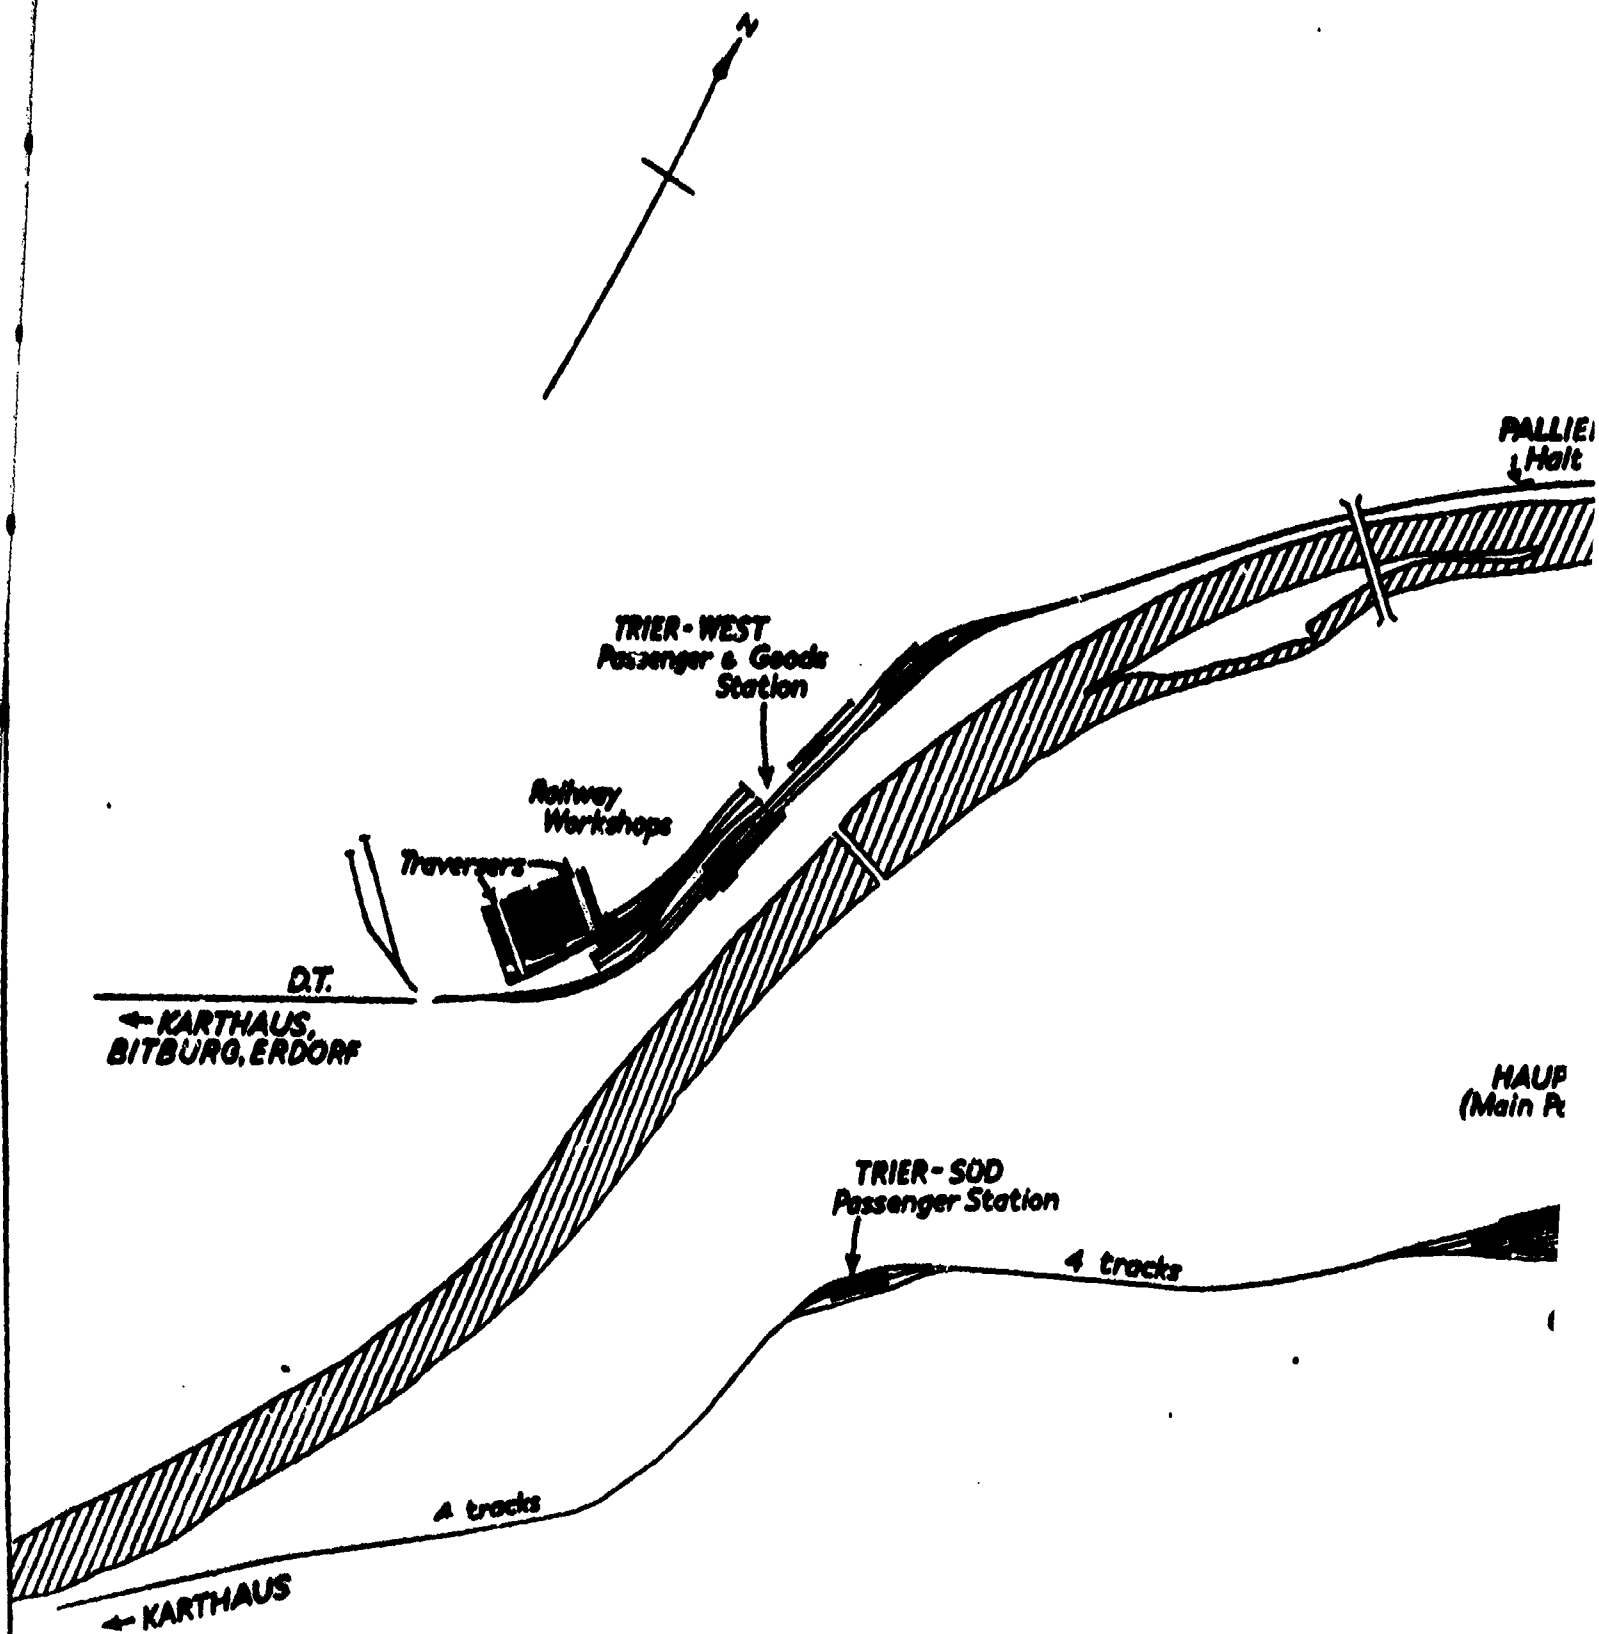 N
PALLIE
Halt
TRIER-WEST
Passenger & Goods
Station
Railway
Workshops
Traversers
D.T.
← KARTHAUS,
BITBURG, ERDORF
HAUP
(Main Pa
TRIER-SÜD
Passenger Station
4 tracks
4 tracks
← KARTHAUS